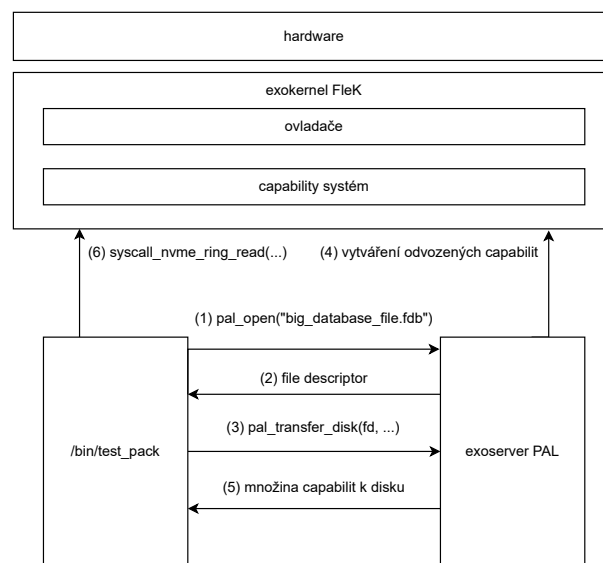 hardware
exokernel FleK
ovladače
capability systém
(6) syscall_nvme_ring_read(...)
(4) vytváření odvozených capabilit
(1) pal_open("big_database_file.fdb")
(2) file descriptor
(3) pal_transfer_disk(fd, ...)
/bin/test_pack
exoserver PAL
(5) množina capabilit k disku